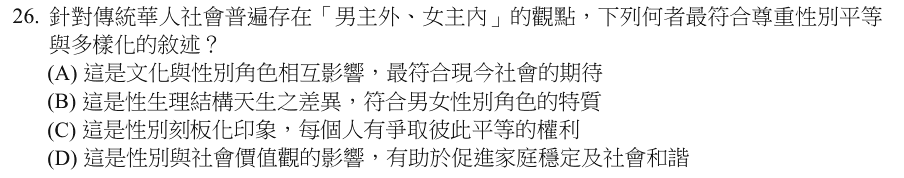 26. 針對傳統華人社會普遍存在「男主外、女主內」的觀點，下列何者最符合尊重性別平等
與多樣化的敘述？
(A) 這是文化與性別角色相互影響，最符合現今社會的期待
(B) 這是性生理結構天生之差異，符合男女性別角色的特質
(C) 這是性別刻板化印象，每個人有爭取彼此平等的權利
(D) 這是性別與社會價值觀的影響，有助於促進家庭穩定及社會和諧